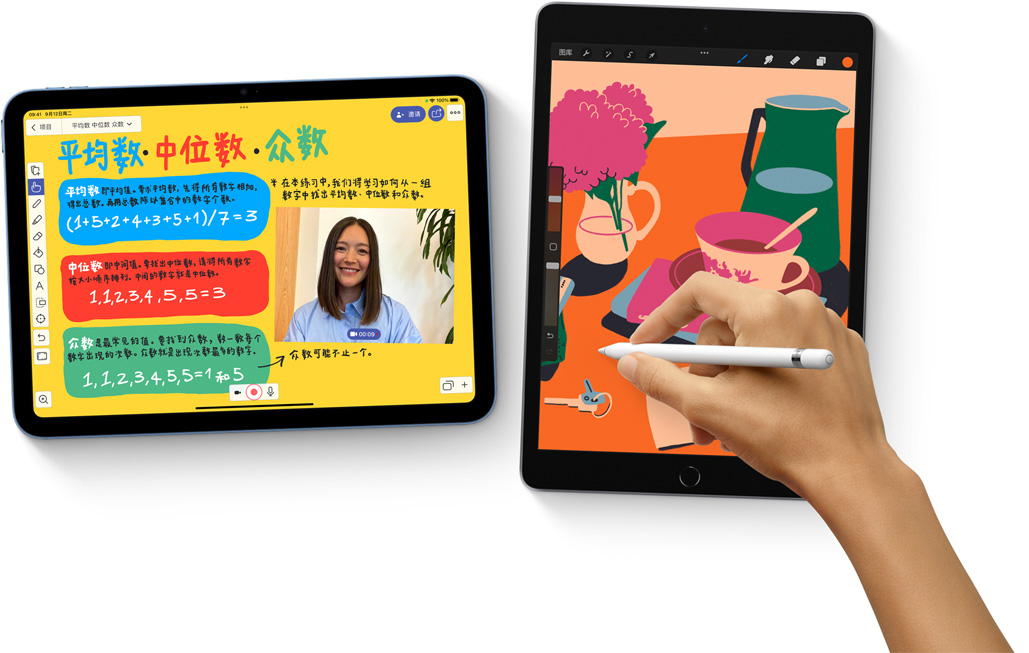 09:41 9月12日周二
100%
项目
平均数 中位数 众数
邀请
平均数·中位数·众数
平均数即平均值。要求平均数，先将所有数字相加，
得出总数。再用总数除以集合中的数字个数。
(1+5+2+4+3+5+1)/7=3
* 在本练习中，我们将学习如何从一组
数字中找出平均数、中位数和众数。
中位数即中间值。要找出中位数，请将所有数字
按大小顺序排列。中间的数字就是中位数。
1,1,2,3,4,5,5=3
00:09
众数是最常见的值。要找到众数，数一数每个
数字出现的次数。众数就是出现次数最多的数字。
1,1,2,3,4,5,5=1和5
众数可能不止一个。
A
图库